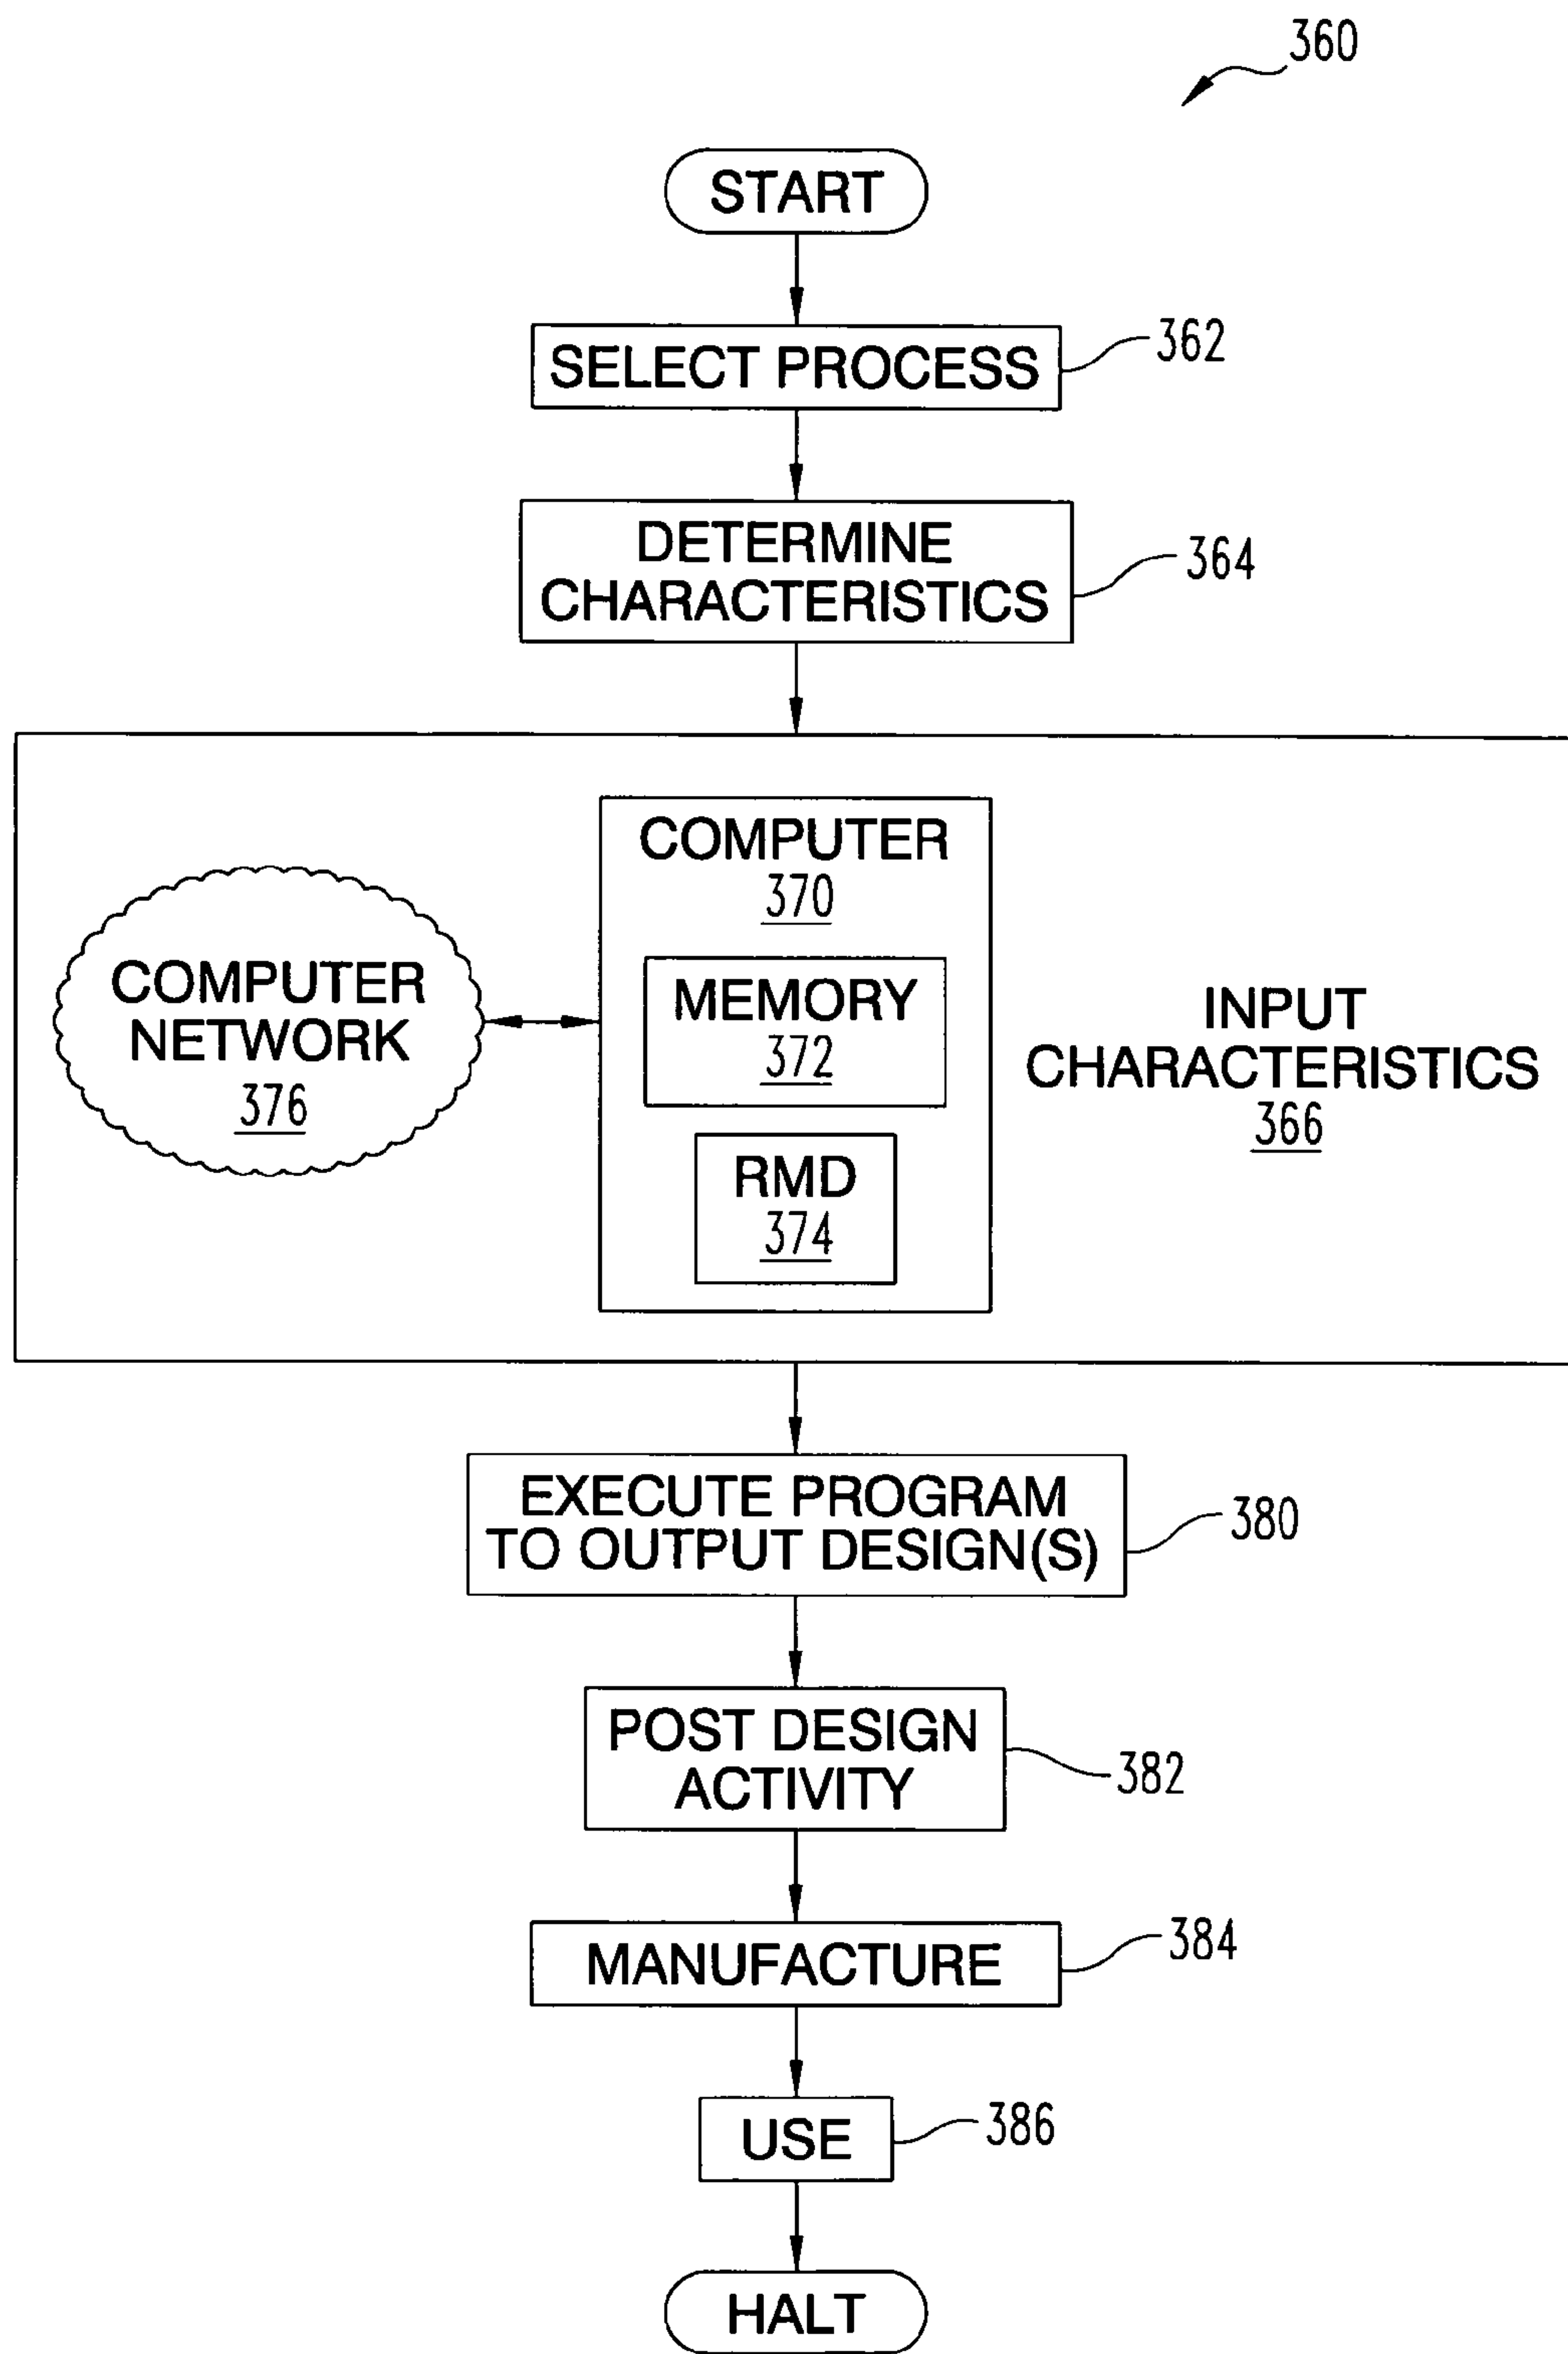 360
START
SELECT PROCESS
362
DETERMINE
CHARACTERISTICS
364
COMPUTER
370
MEMORY
372
RMD
374
COMPUTER
NETWORK
376
INPUT
CHARACTERISTICS
366
EXECUTE PROGRAM
TO OUTPUT DESIGN(S)
380
POST DESIGN
ACTIVITY
382
MANUFACTURE
384
USE
386
HALT